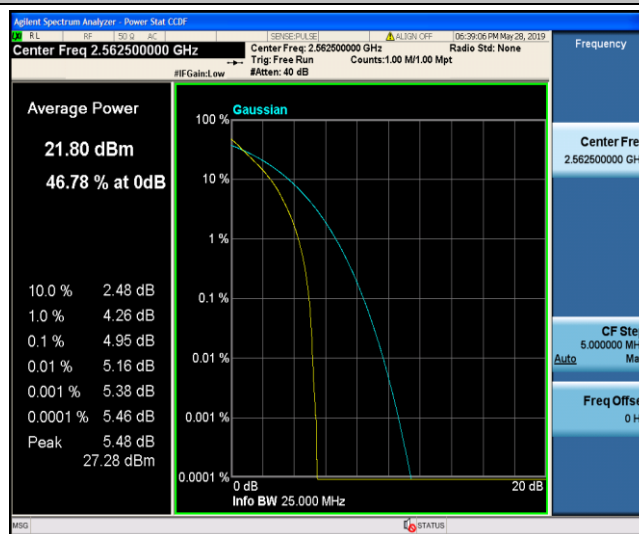 Agilent Spectrum Analyzer - Power Stat CCDF
RL RF 50 Ω AC SENSE:PULSE ALIGN OFF 06:39:06 PM May 28, 2019
Center Freq 2.562500000 GHz
Center Freq: 2.562500000 GHz Radio Std: None
Trig: Free Run Counts:1.00 M/1.00 Mpt
#IFGain:Low #Atten: 40 dB
Frequency
Average Power
21.80 dBm
46.78 % at 0dB
10.0 % 2.48 dB
1.0 % 4.26 dB
0.1 % 4.95 dB
0.01 % 5.16 dB
0.001 % 5.38 dB
0.0001 % 5.46 dB
Peak 5.48 dB
27.28 dBm
Gaussian
100 %
10 %
1 %
0.1 %
0.01 %
0.001 %
0.0001 %
0 dB 20 dB
Info BW 25.000 MHz
Center Fre
2.562500000 GH
CF Ste
5.000000 MH
Auto Ma
Freq Offse
0 H
MSG STATUS